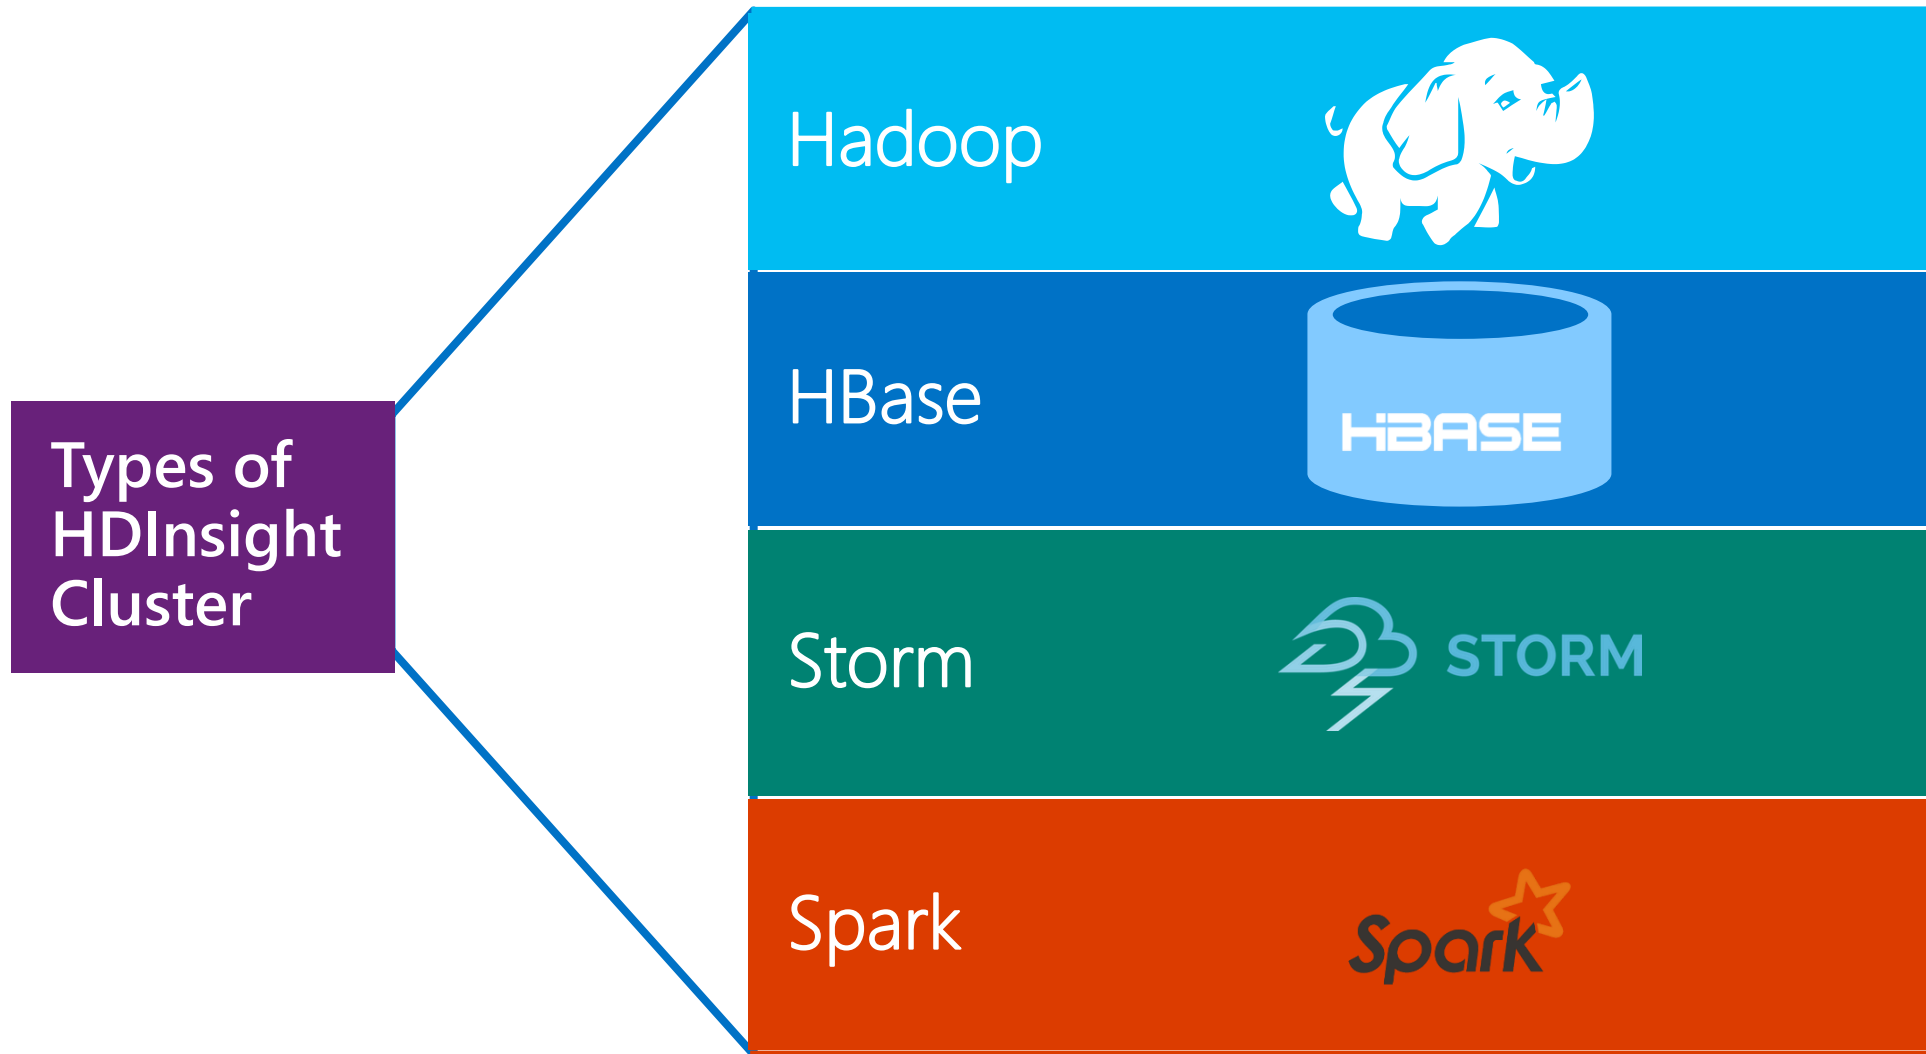 Types of
HDInsight
Cluster
Hadoop
HBase
HBASE
Storm
STORM
Spark
Spark